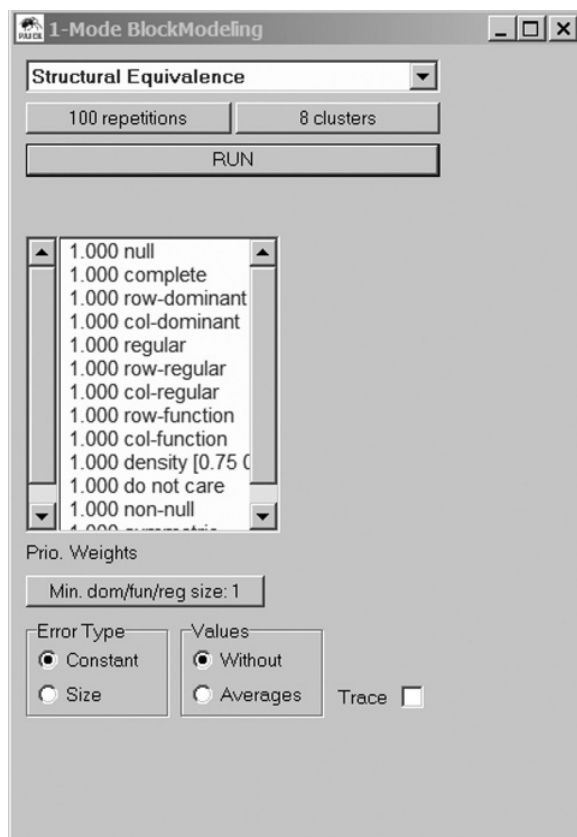 1-Mode BlockModeling
Structural Equivalence
100 repetitions
8 clusters
RUN
1.000 null
1.000 complete
1.000 row-dominant
1.000 col-dominant
1.000 regular
1.000 row-regular
1.000 col-regular
1.000 row-function
1.000 col-function
1.000 density [0.75
1.000 do not care
1.000 non-null
Prio. Weights
Min. dom/fun/reg size: 1
Error Type
Constant
Size
Values
Without
Averages
Trace